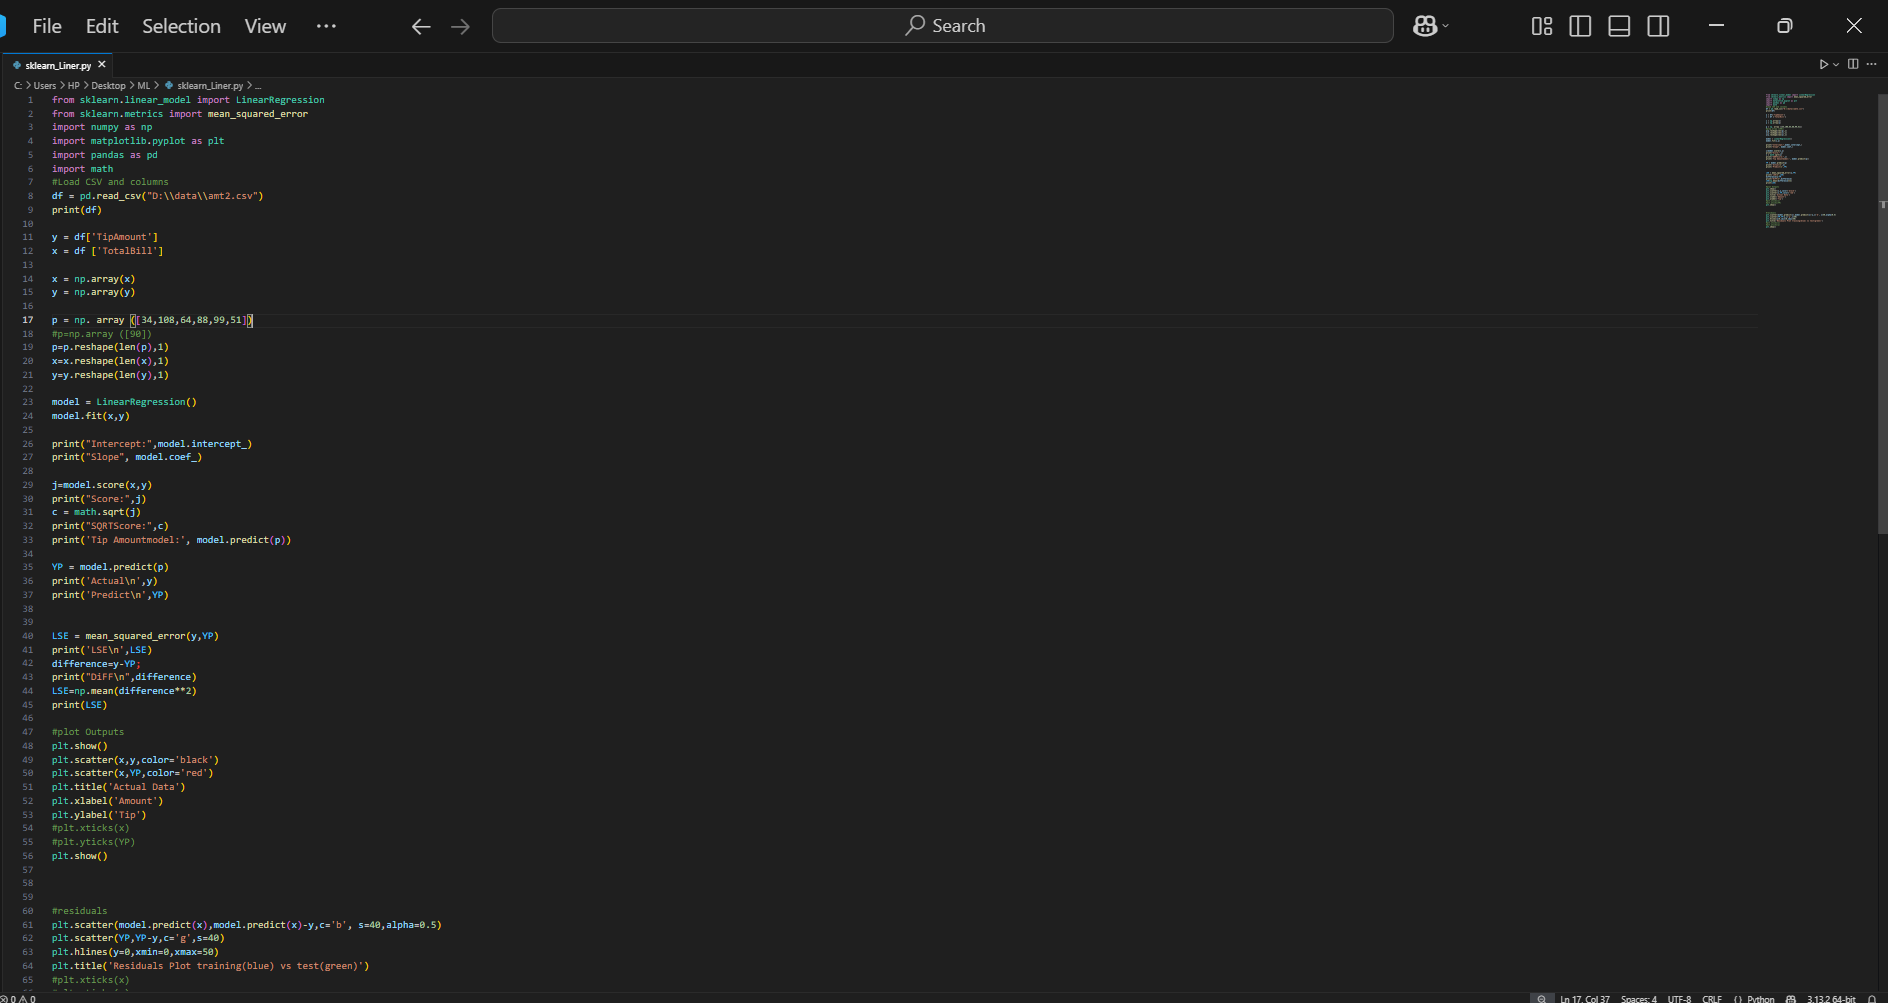 File Edit Selection View ··· Search
sklearn_Liner.py
C: > Users > HP > Desktop > ML > sklearn_Liner.py > ...
1 from sklearn.linear_model import LinearRegression
2 from sklearn.metrics import mean_squared_error
3 import numpy as np
4 import matplotlib.pyplot as plt
5 import pandas as pd
6 import math
7 #Load CSV and columns
8 df = pd.read_csv("D:\\data\\amt2.csv")
9 print(df)
10
11 y = df['TipAmount']
12 x = df ['TotalBill']
13
14 x = np.array(x)
15 y = np.array(y)
16
17 p = np. array ([34,108,64,88,99,51])
18 #p=np.array ([90])
19 p=p.reshape(len(p),1)
20 x=x.reshape(len(x),1)
21 y=y.reshape(len(y),1)
22
23 model = LinearRegression()
24 model.fit(x,y)
25
26 print("Intercept:",model.intercept_)
27 print("Slope", model.coef_)
28
29 j=model.score(x,y)
30 print("Score:",j)
31 c = math.sqrt(j)
32 print("SQRTScore:",c)
33 print('Tip Amountmodel:', model.predict(p))
34
35 YP = model.predict(p)
36 print('Actual\n',y)
37 print('Predict\n',YP)
38
39
40 LSE = mean_squared_error(y,YP)
41 print('LSE\n',LSE)
42 difference=y-YP;
43 print("DiFF\n",difference)
44 LSE=np.mean(difference**2)
45 print(LSE)
46
47 #plot Outputs
48 plt.show()
49 plt.scatter(x,y,color='black')
50 plt.scatter(x,YP,color='red')
51 plt.title('Actual Data')
52 plt.xlabel('Amount')
53 plt.ylabel('Tip')
54 #plt.xticks(x)
55 #plt.yticks(YP)
56 plt.show()
57
58
59
60 #residuals
61 plt.scatter(model.predict(x),model.predict(x)-y,c='b', s=40,alpha=0.5)
62 plt.scatter(YP,YP-y,c='g',s=40)
63 plt.hlines(y=0,xmin=0,xmax=50)
64 plt.title('Residuals Plot training(blue) vs test(green)')
65 #plt.xticks(x)
0 0 Ln 17, Col 37 Spaces: 4 UTF-8 CRLF { } Python 3.13.2 64-bit